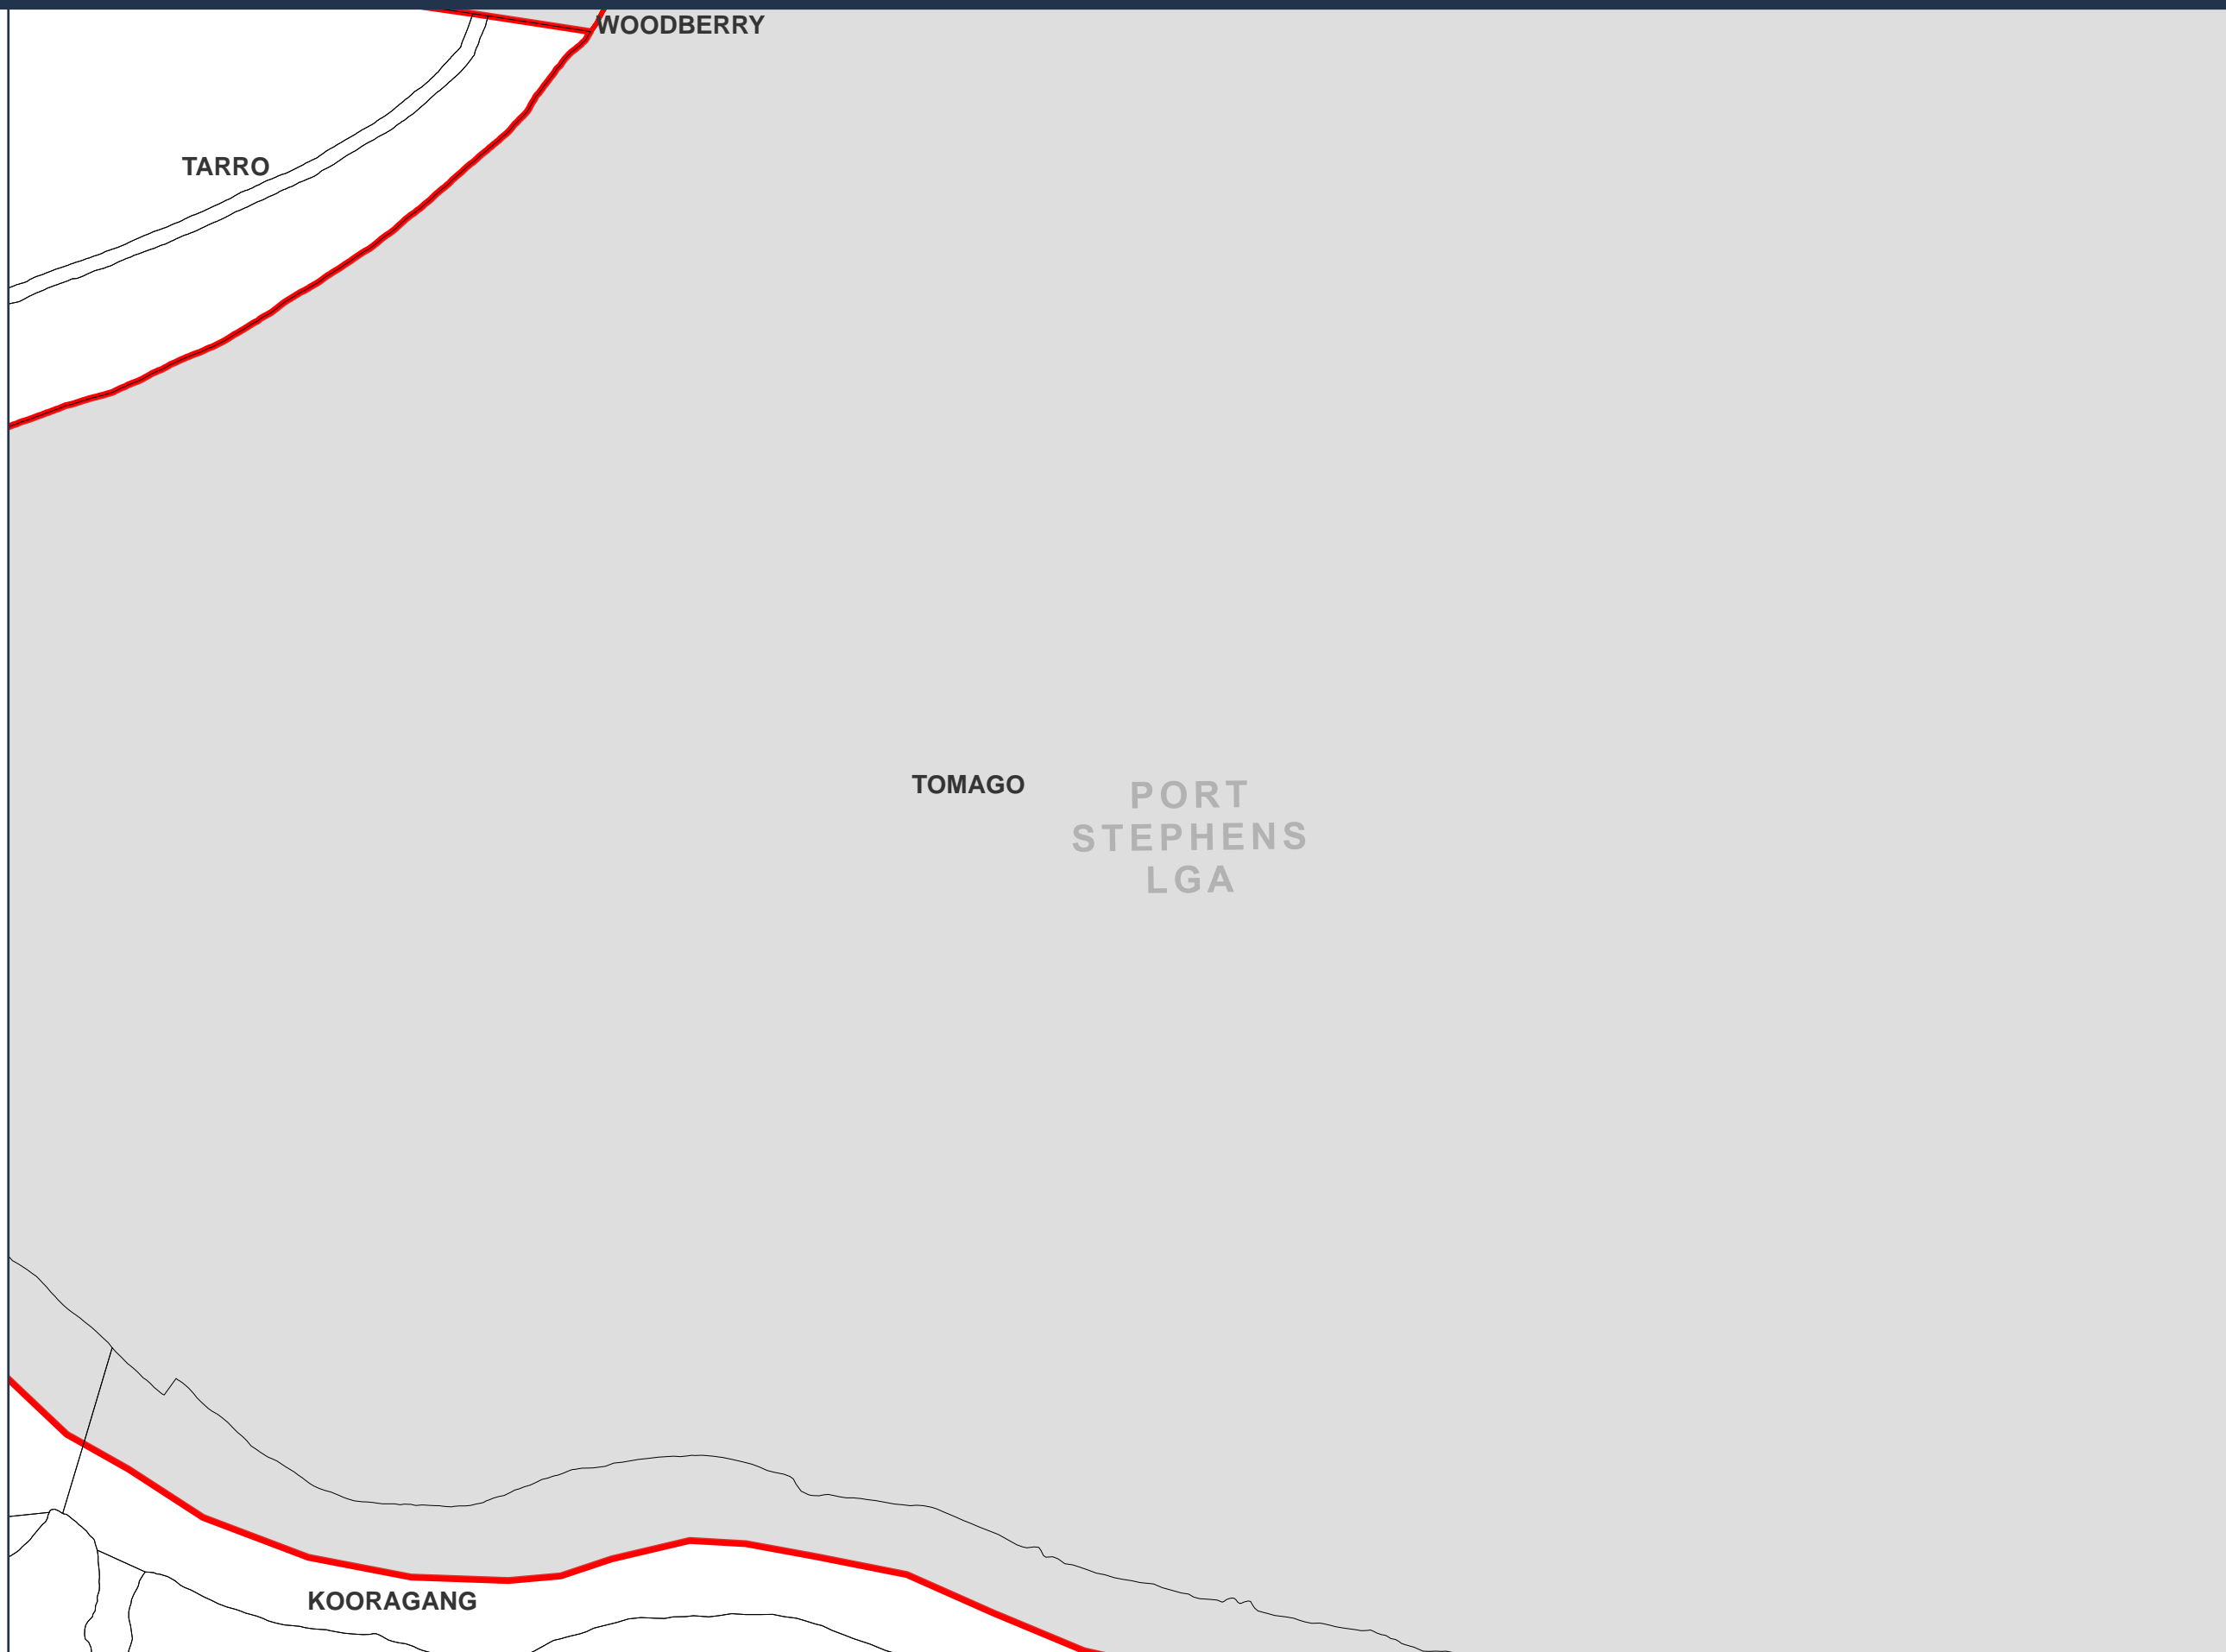 WOODBERRY
TARRO
TOMAGO
PORT
STEPHENS
LGA
KOORAGANG